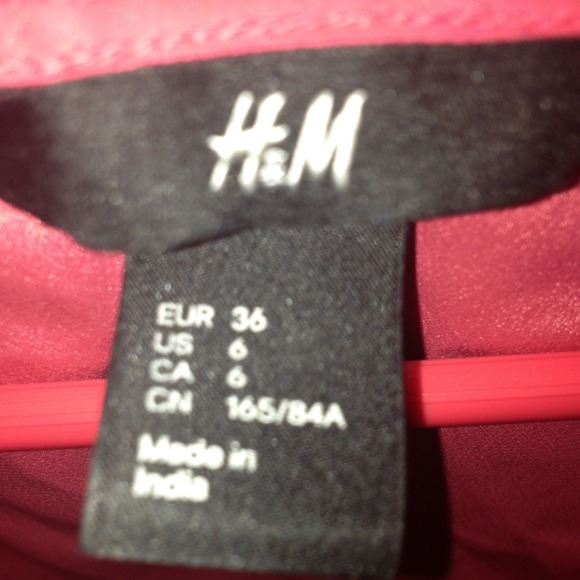 H&M
EUR 36
US 6
CA 6
CN 165/84A
Made in
India